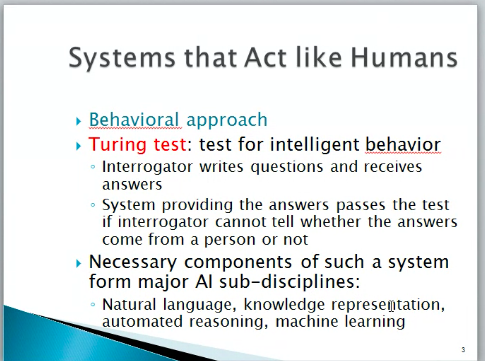 Systems that Act like Humans
Behavioral approach
Turing test: test for intelligent behavior
Interrogator writes questions and receives
answers
System providing the answers passes the test
if interrogator cannot tell whether the answers
come from a person or not
Necessary components of such a system
form major AI sub-disciplines:
Natural language, knowledge representation,
automated reasoning, machine learning
3